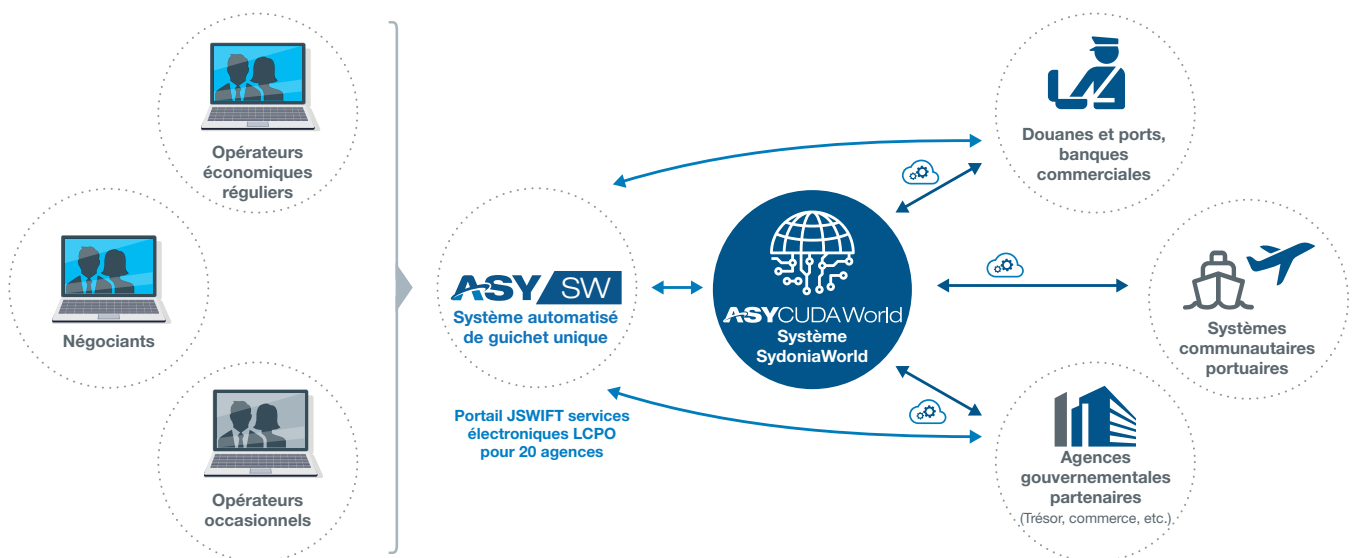 Opérateurs
économiques
réguliers
Négociants
Opérateurs
occasionnels
ASY SW
Système automatisé
de guichet unique
Portail JSWIFT services
électroniques LCPO
pour 20 agences
ASYCUDAWorld
Système
SydoniaWorld
Douanes et ports,
banques
commerciales
Systèmes
communautaires
portuaires
Agences
gouvernementales
partenaires
(Trésor, commerce, etc.)